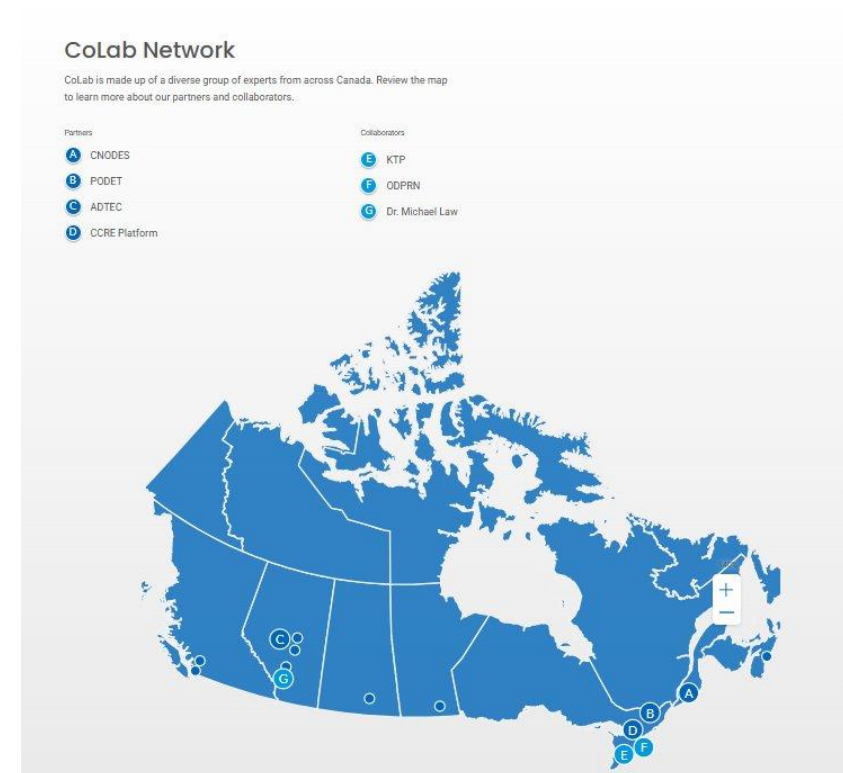 CoLab Network
CoLab is made up of a diverse group of experts from across Canada. Review the map
to learn more about our partners and collaborators.
Partners
Collaborators
A CNODES
E KTP
B PODET
F ODPRN
C ADTEC
G Dr. Michael Law
D CCRE Platform
+
−
C
G
A
B
D
F
E